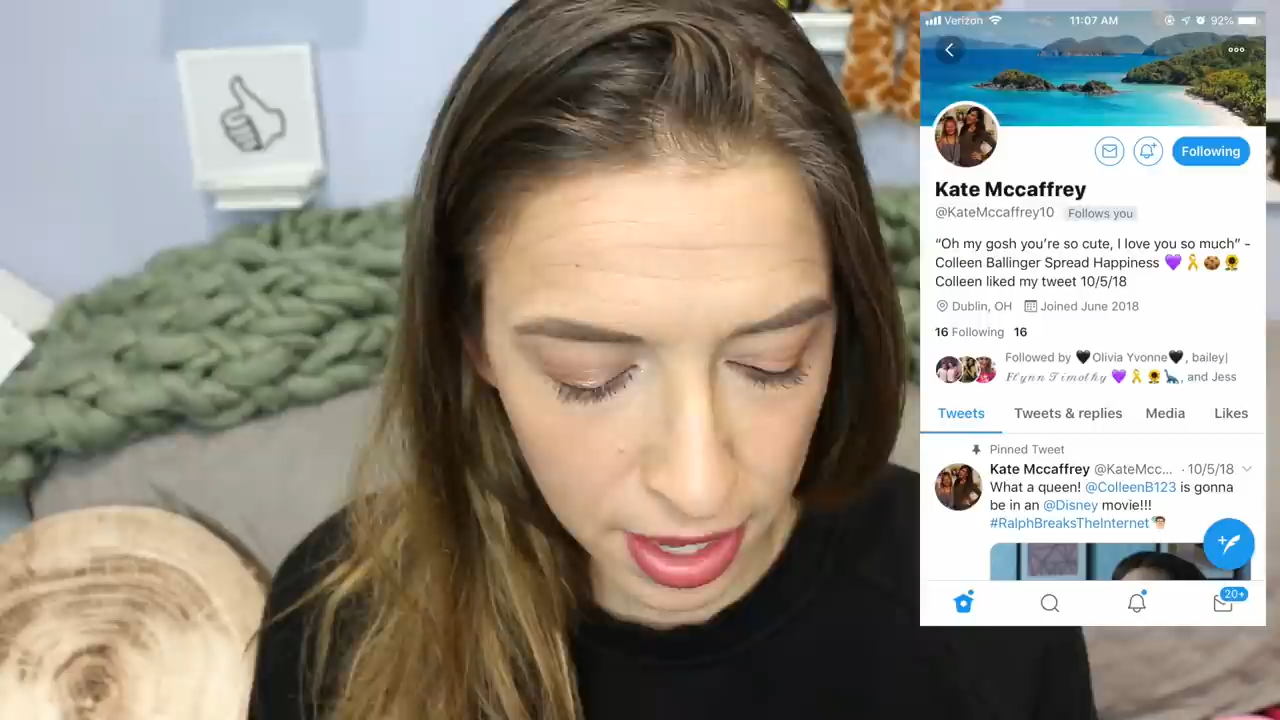 Verizon 11:07 AM 92%
Following
Kate Mccaffrey
@KateMccaffrey10 Follows you
“Oh my gosh you’re so cute, I love you so much” -
Colleen Ballinger Spread Happiness 💜 🎗 🍪 🌻
Colleen liked my tweet 10/5/18
Dublin, OH Joined June 2018
16 Following 16
Followed by 🖤Olivia Yvonne🖤, bailey|
𝐹𝓁𝓎𝓃𝓃 𝒯𝒾𝓂𝑜𝓉𝒽𝓎 💜 🎗 🌻 🦕, and Jess
Tweets Tweets & replies Media Likes
Pinned Tweet
Kate Mccaffrey @KateMcc... · 10/5/18
What a queen! @ColleenB123 is gonna
be in an @Disney movie!!!
#RalphBreaksTheInternet
20+